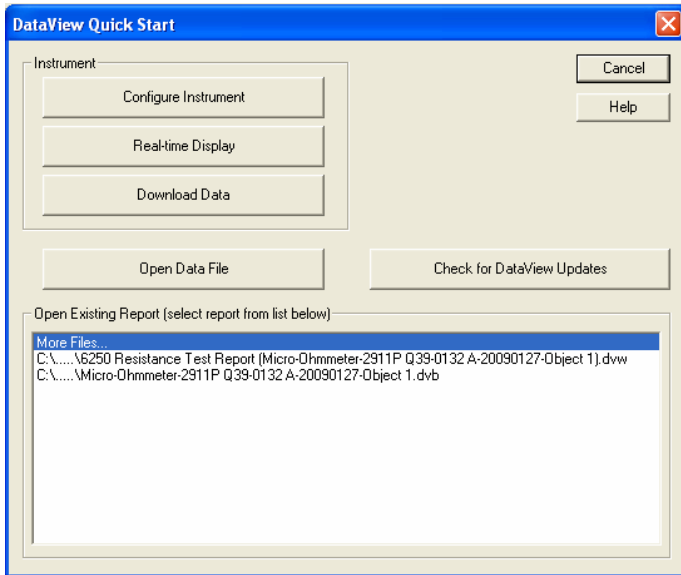 DataView Quick Start
Instrument
Configure Instrument
Real-time Display
Download Data
Cancel
Help
Open Data File
Check for DataView Updates
Open Existing Report (select report from list below)
More Files...
C:\.....\6250 Resistance Test Report (Micro-Ohmmeter-2911P Q39-0132 A-20090127-Object 1).dvw
C:\.....\Micro-Ohmmeter-2911P Q39-0132 A-20090127-Object 1.dvb